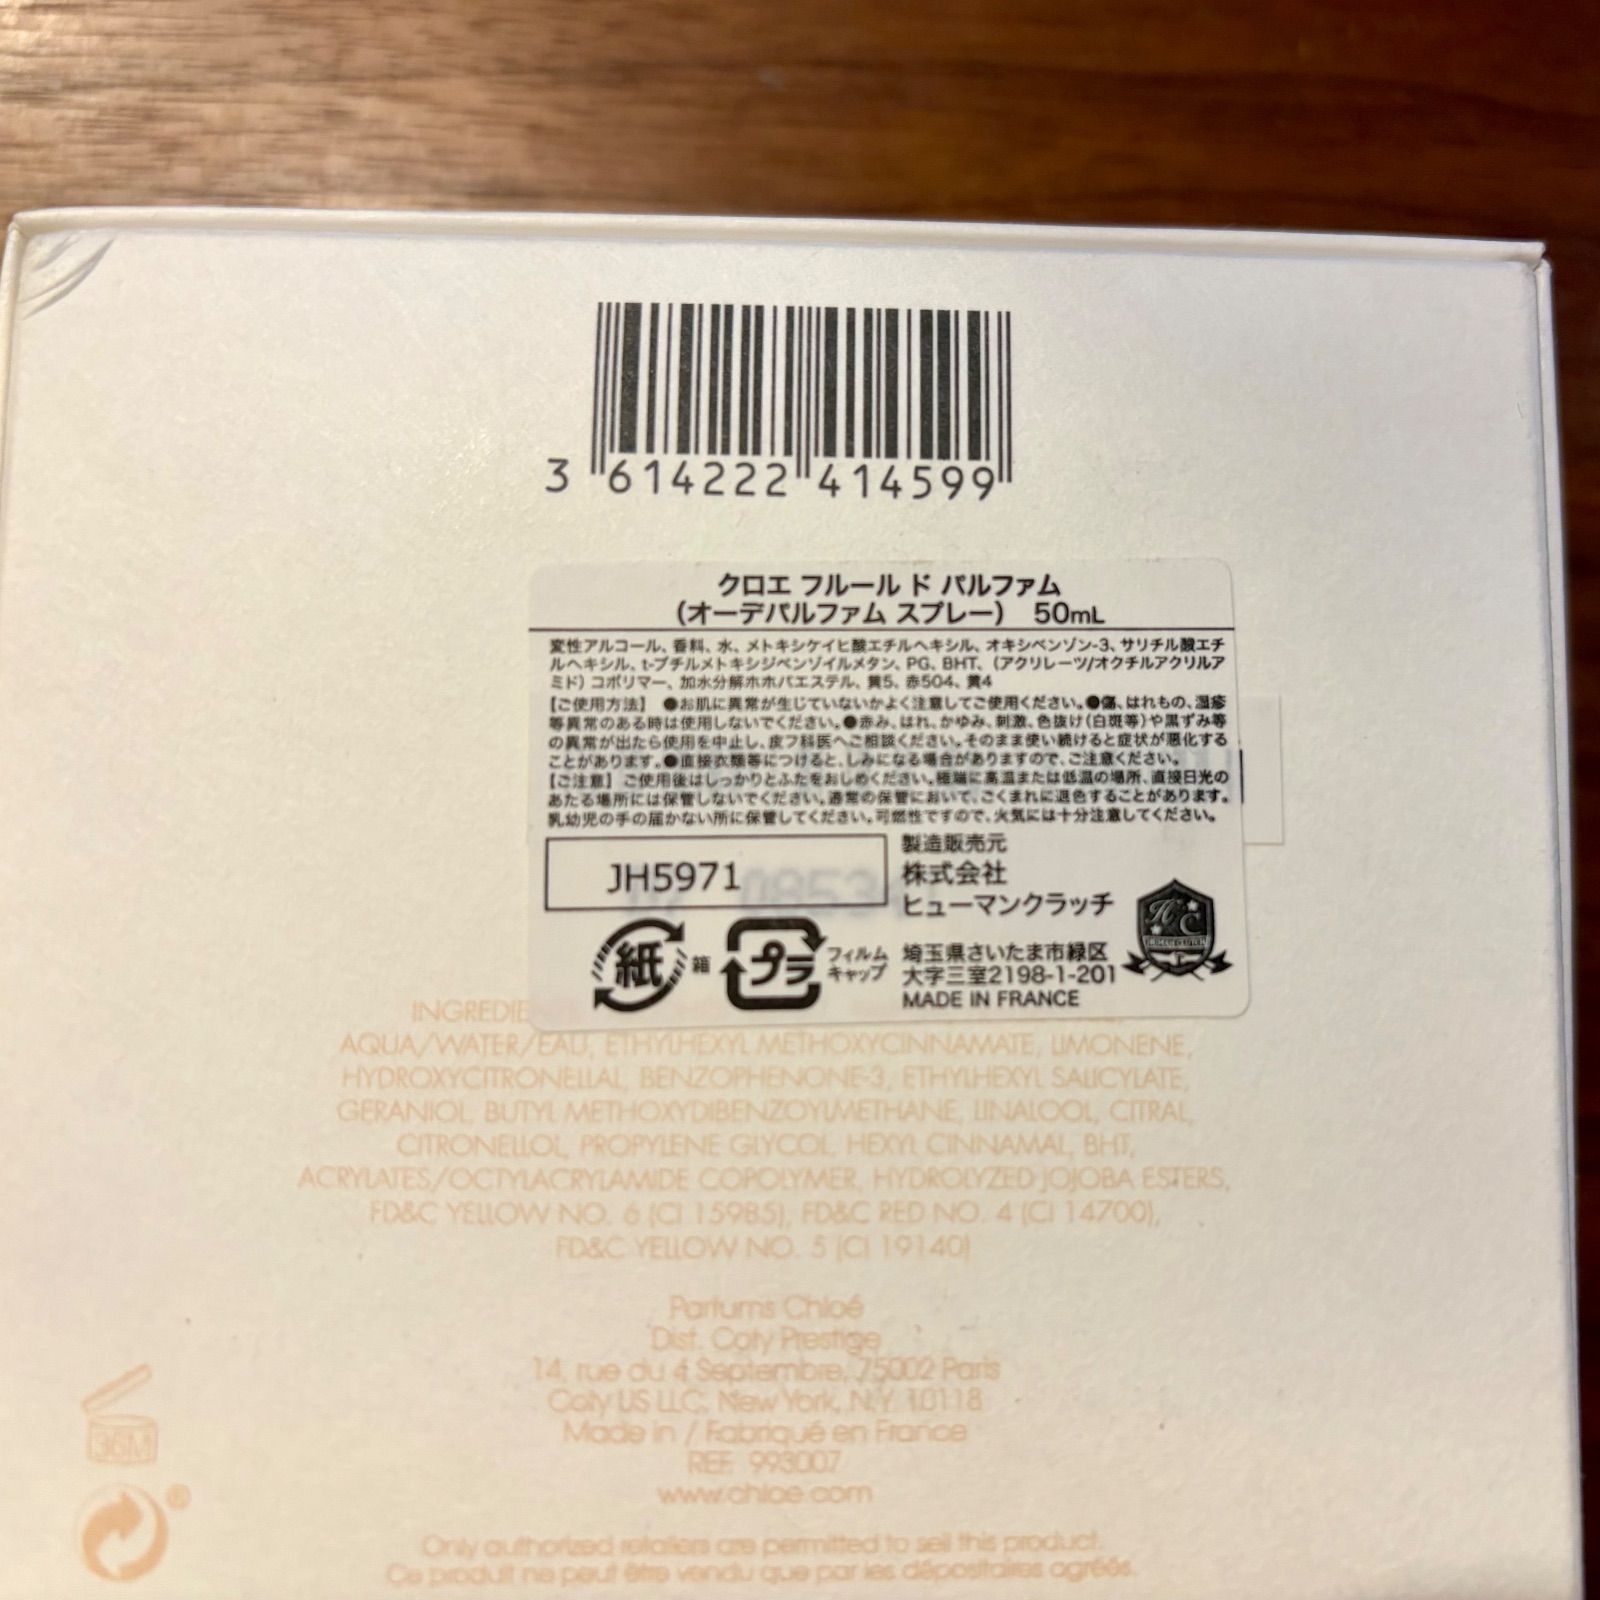 3 614222 414599
クロエ フルール ド パルファム
(オーデパルファム スプレー) 50mL
変性アルコール、香料、水、メトキシケイヒ酸エチルヘキシル、オキシベンゾン-3、サリチル酸エチ
ルヘキシル、t-ブチルメトキシジベンゾイルメタン、PG、BHT、(アクリレーツ/オクチルアクリルア
ミド)コポリマー、加水分解ホホバエステル、黄5、赤504、黄4
【ご使用方法】 ●お肌に異常が生じていないかよく注意してご使用ください。●傷、はれもの、湿疹
等異常のある時は使用しないでください。●赤み、はれ、かゆみ、刺激、色抜け(白斑等)や黒ずみ等
の異常が出たら使用を中止し、皮フ科医へご相談ください。そのまま使い続けると症状が悪化する
ことがあります。●直接衣類等につけると、しみになる場合がありますので、ご注意ください。
【ご注意】 ご使用後はしっかりとふたをおしめください。極端に高温または低温の場所、直接日光の
あたる場所には保管しないでください。通常の保管において、ごくまれに退色することがあります。
乳幼児の手の届かない所に保管してください。可燃性ですので、火気には十分注意してください。
JH5971
製造販売元
株式会社
ヒューマンクラッチ
紙 箱 プラ フィルム
キャップ
埼玉県さいたま市緑区
大字三室2198-1-201
MADE IN FRANCE
INGREDIE
AQUA/WATER/EAU, ETHYLHEXYL METHOXYCINNAMATE, LIMONENE,
HYDROXYCITRONELLAL, BENZOPHENONE-3, ETHYLHEXYL SALICYLATE,
GERANIOL, BUTYL METHOXYDIBENZOYLMETHANE, LINALOOL, CITRAL,
CITRONELLOL, PROPYLENE GLYCOL, HEXYL CINNAMAL, BHT,
ACRYLATES/OCTYLACRYLAMIDE COPOLYMER, HYDROLYZED JOJOBA ESTERS,
FD&C YELLOW NO. 6 (CI 15985), FD&C RED NO. 4 (CI 14700),
FD&C YELLOW NO. 5 (CI 19140)
Parfums Chloé
Dist. Coty Prestige
14, rue du 4 Septembre, 75002 Paris
Coty US LLC, New York, N.Y. 10118
Made in / Fabriqué en France
REF. 993007
www.chloe.com
36M
Only authorized retailers are permitted to sell this product.
Ce produit ne peut être vendu que par les dépositaires agréés.